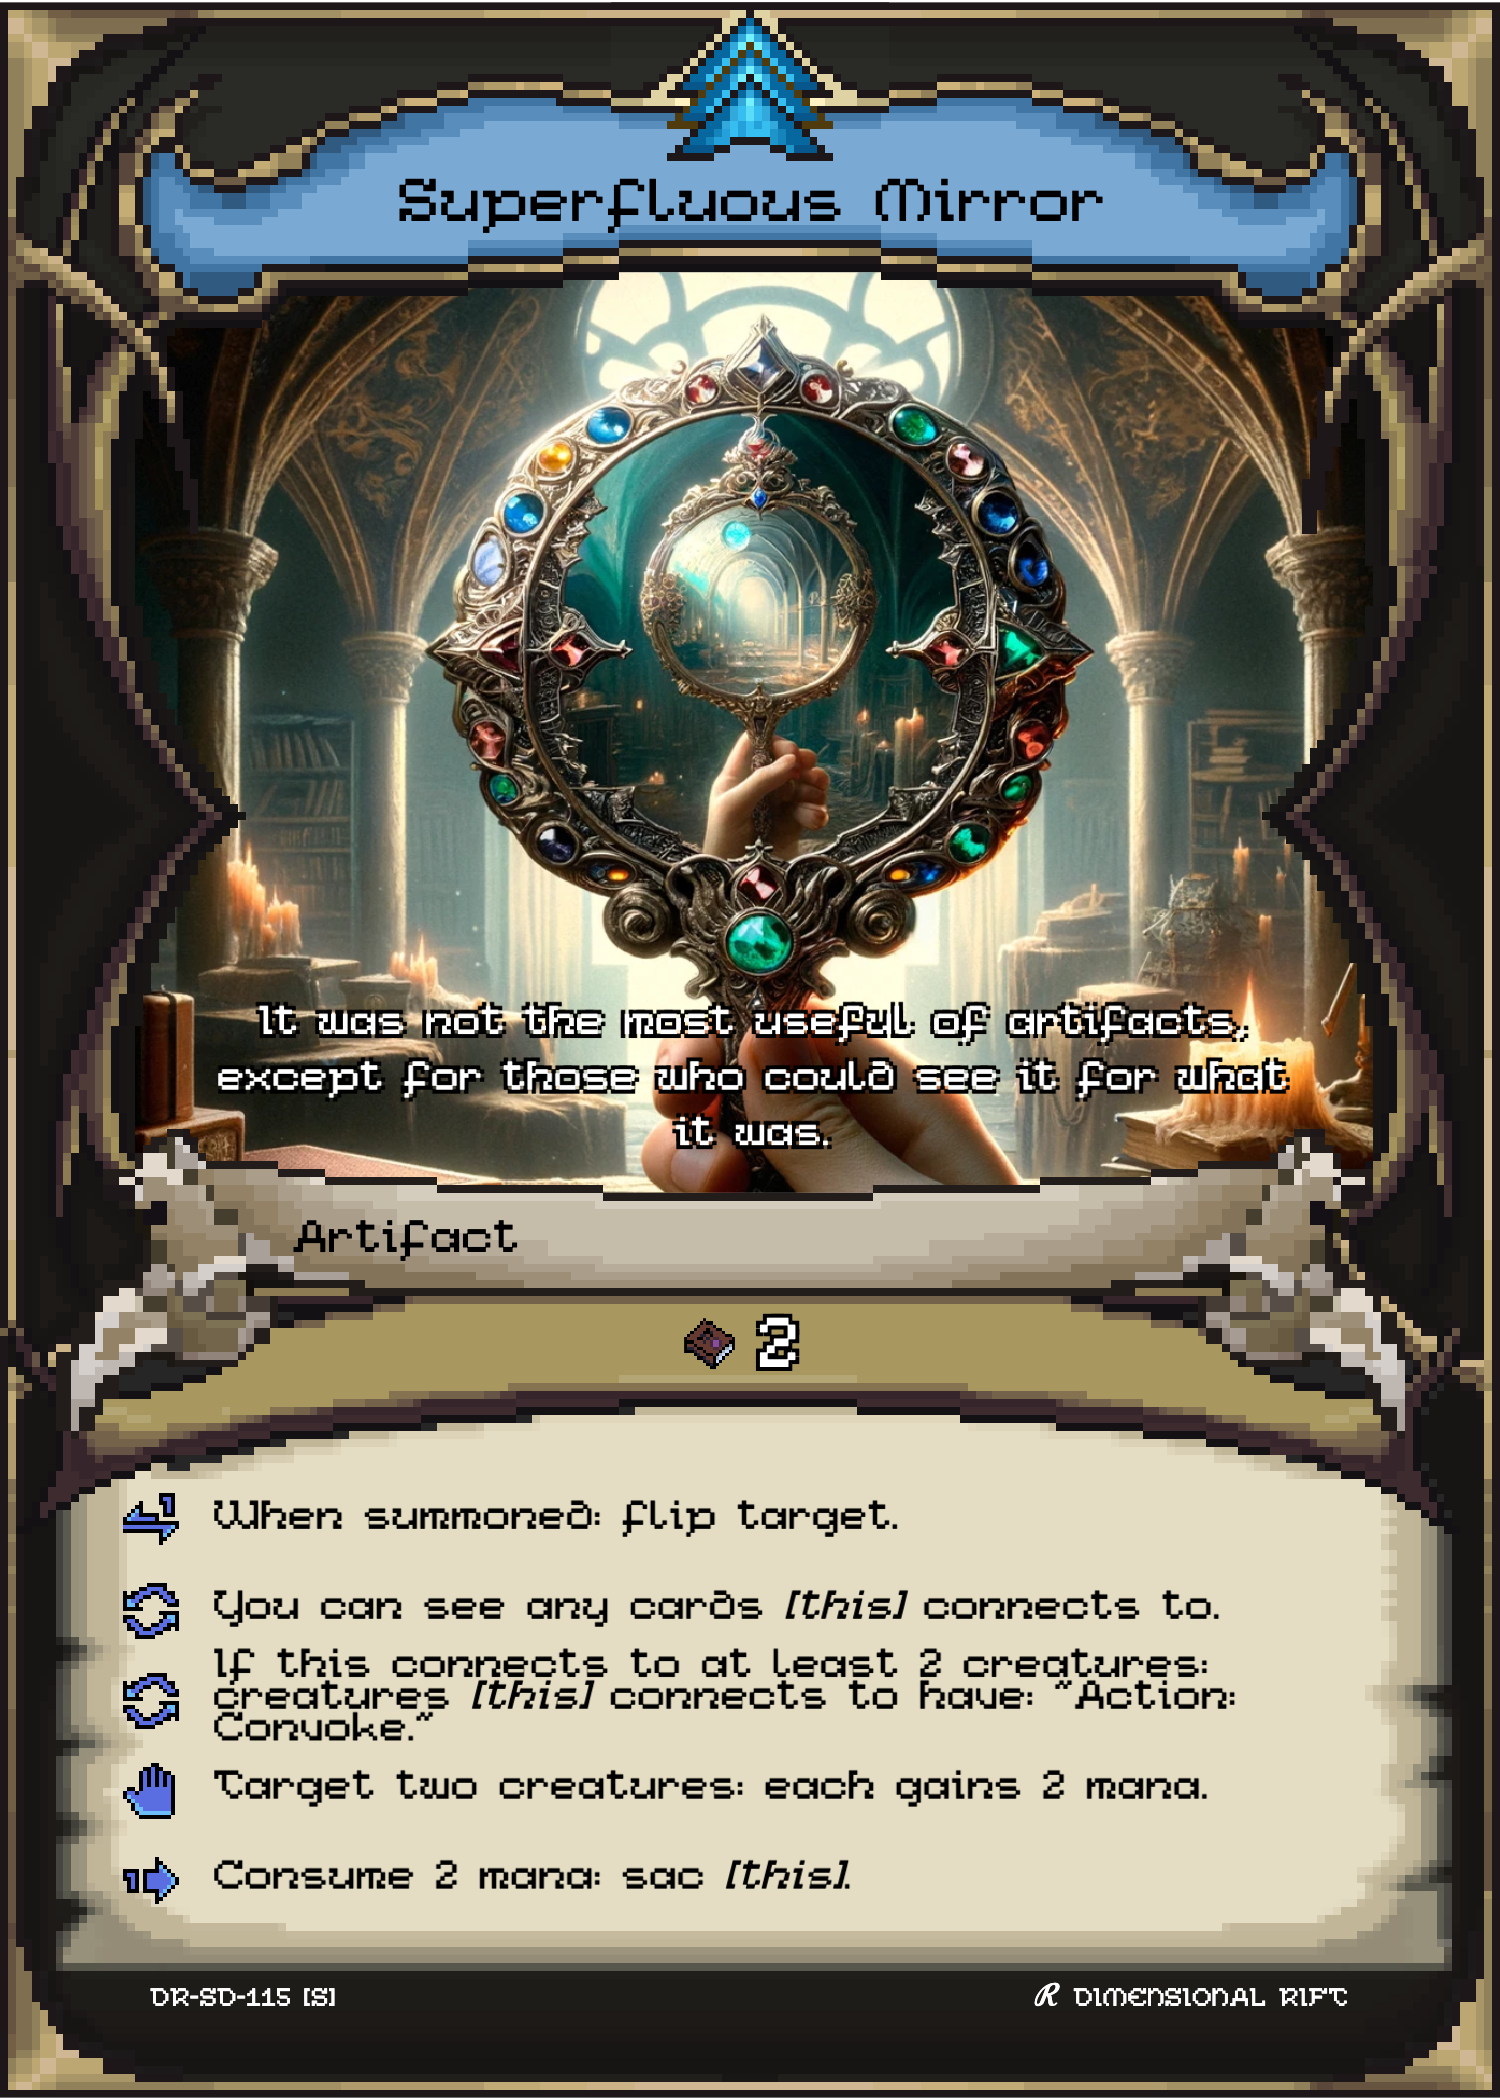 Superfluous Mirror
It was not the most useful of artifacts,
except for those who could see it for what
it was.
Artifact
2
When summoned: flip target.
You can see any cards [this] connects to.
If this connects to at least 2 creatures:
creatures [this] connects to have: "Action:
Convoke."
Target two creatures: each gains 2 mana.
1 Consume 2 mana: sac [this].
DR-SD-115 [S] R DIMENSIONAL RIFT